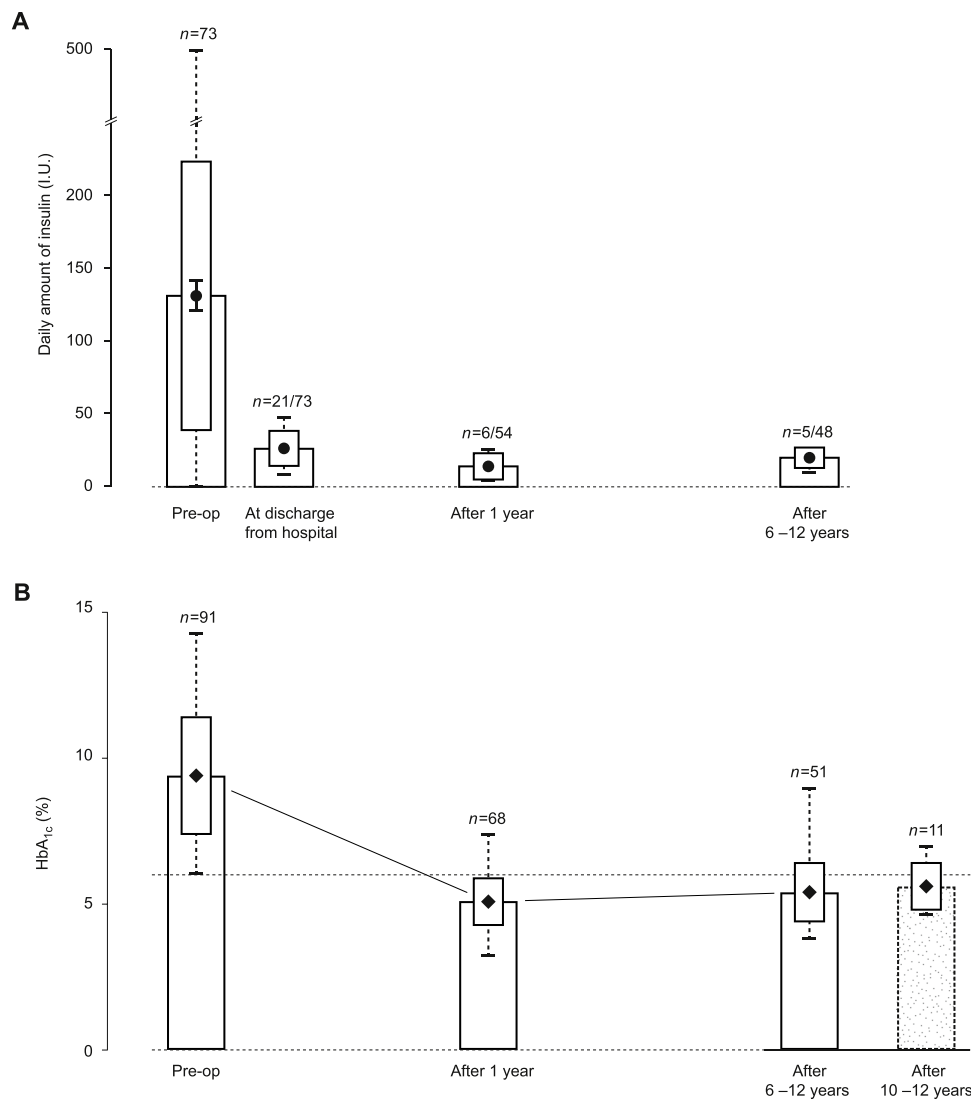 A
n=73
500
200
150
100
50
0
Daily amount of insulin (I.U.)
n=21/73
n=6/54
n=5/48
Pre-op
At discharge
from hospital
After 1 year
After
6 –12 years
B
15
10
5
0
HbA1c (%)
n=91
n=68
n=51
n=11
Pre-op
After 1 year
After
6 –12 years
After
10 –12 years